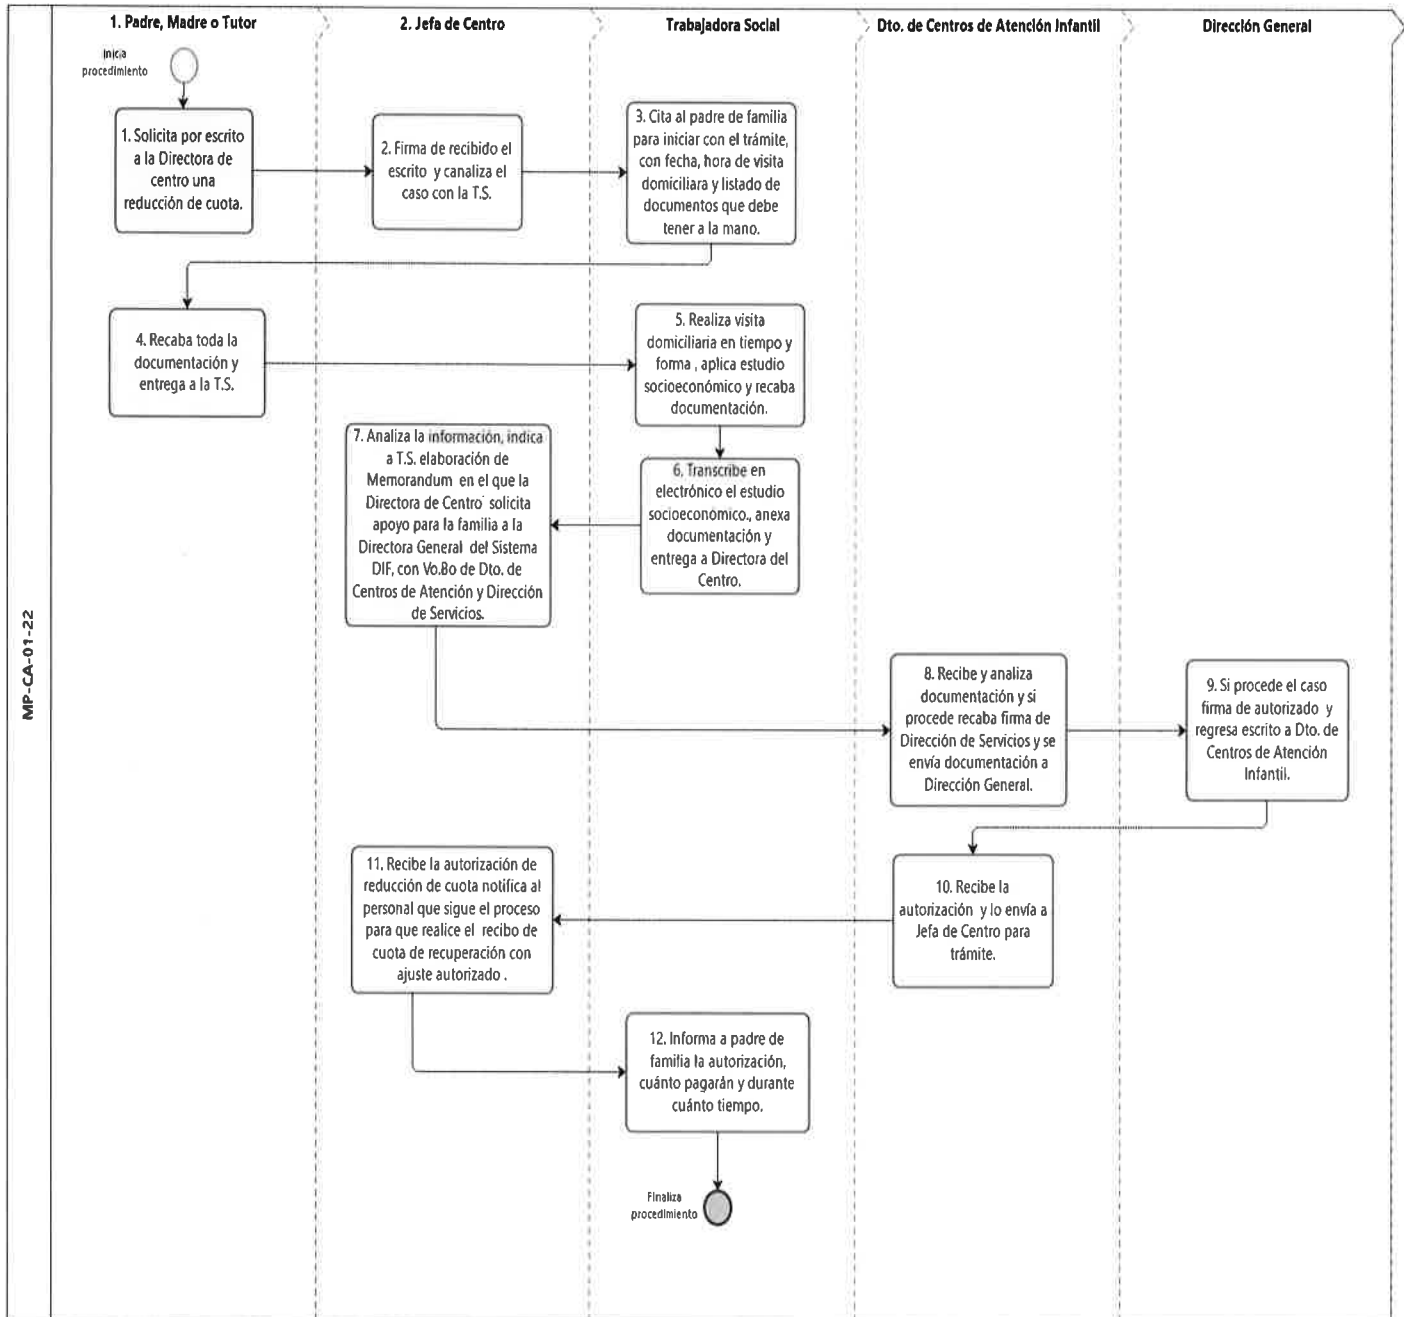 1. Padre, Madre o Tutor
2. Jefa de Centro
Trabajadora Social
Dto. de Centros de Atención Infantil
Dirección General
MP-CA-01-22
Inicia
procedimiento
1. Solicita por escrito
a la Directora de
centro una
reducción de cuota.
2. Firma de recibido el
escrito y canaliza el
caso con la T.S.
3. Cita al padre de familia
para iniciar con el trámite,
con fecha, hora de visita
domiciliara y listado de
documentos que debe
tener a la mano.
4. Recaba toda la
documentación y
entrega a la T.S.
5. Realiza visita
domiciliaria en tiempo y
forma , aplica estudio
socioeconómico y recaba
documentación.
6. Transcribe en
electrónico el estudio
socioeconómico., anexa
documentación y
entrega a Directora del
Centro.
7. Analiza la información, indica
a T.S. elaboración de
Memorandum en el que la
Directora de Centro solicita
apoyo para la familia a la
Directora General del Sistema
DIF, con Vo.Bo de Dto. de
Centros de Atención y Dirección
de Servicios.
8. Recibe y analiza
documentación y si
procede recaba firma de
Dirección de Servicios y se
envía documentación a
Dirección General.
9. Si procede el caso
firma de autorizado y
regresa escrito a Dto. de
Centros de Atención
Infantil.
10. Recibe la
autorización y lo envía a
Jefa de Centro para
trámite.
11. Recibe la autorización de
reducción de cuota notifica al
personal que sigue el proceso
para que realice el recibo de
cuota de recuperación con
ajuste autorizado .
12. Informa a padre de
familia la autorización,
cuánto pagarán y durante
cuánto tiempo.
Finaliza
procedimiento